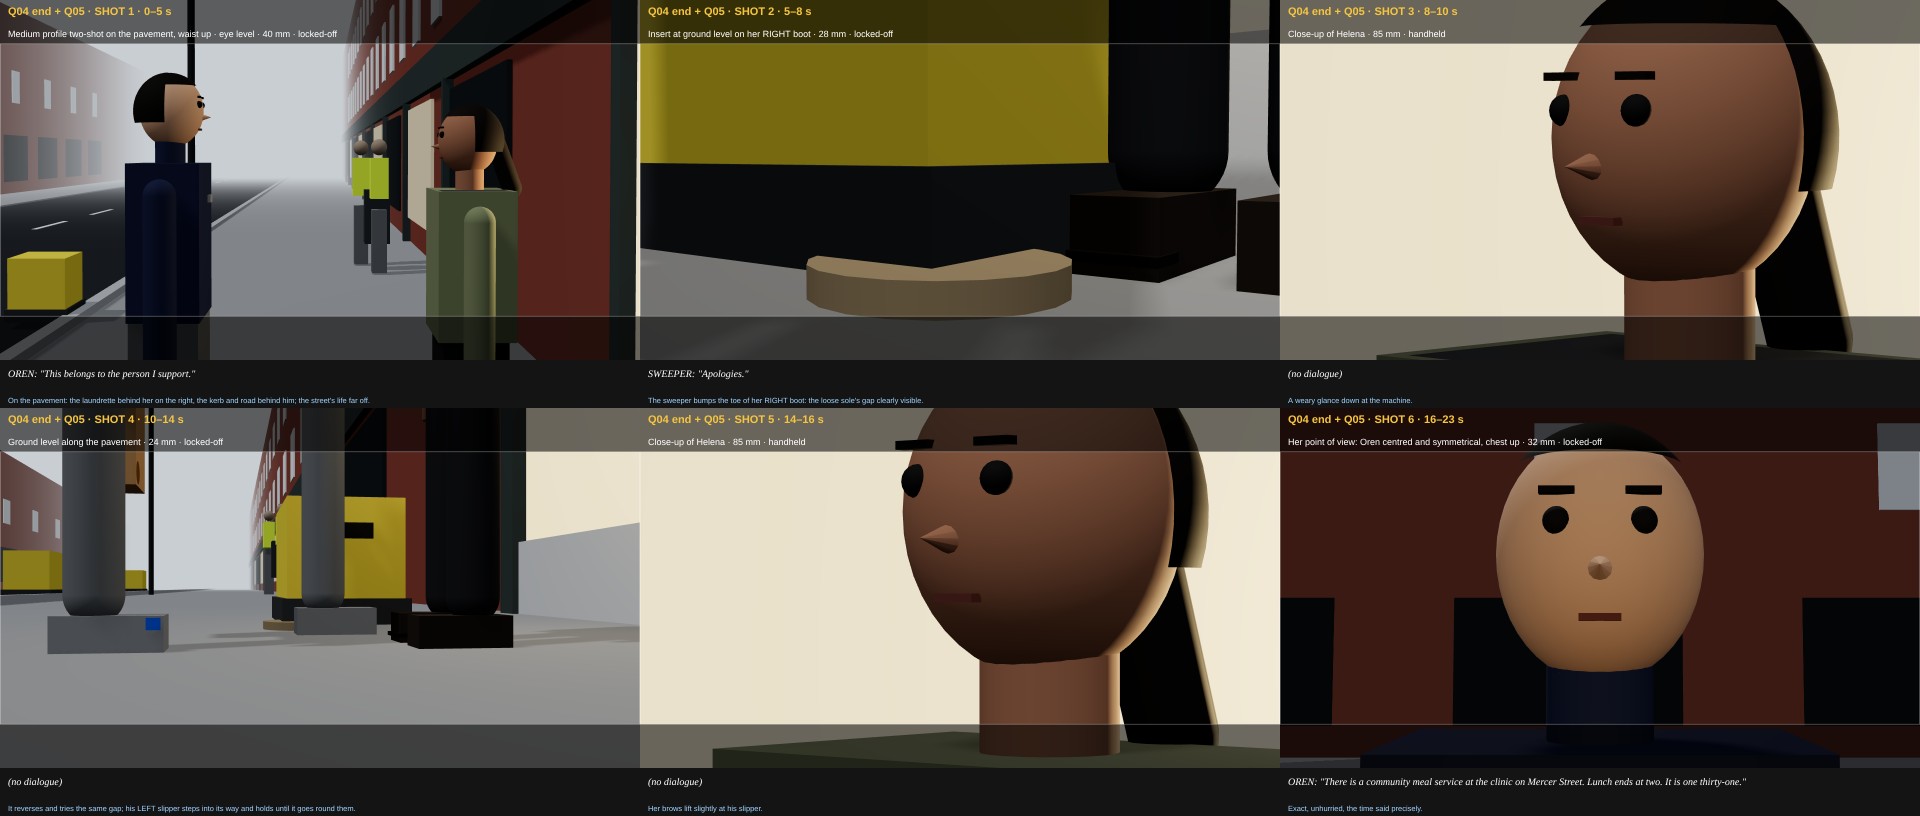 Q04 end + Q05 · SHOT 1 · 0–5 s
Medium profile two-shot on the pavement, waist up · eye level · 40 mm · locked-off
OREN: "This belongs to the person I support."
On the pavement: the laundrette behind her on the right, the kerb and road behind him; the street's life far off.
Q04 end + Q05 · SHOT 2 · 5–8 s
Insert at ground level on her RIGHT boot · 28 mm · locked-off
SWEEPER: "Apologies."
The sweeper bumps the toe of her RIGHT boot: the loose sole's gap clearly visible.
Q04 end + Q05 · SHOT 3 · 8–10 s
Close-up of Helena · 85 mm · handheld
(no dialogue)
A weary glance down at the machine.
Q04 end + Q05 · SHOT 4 · 10–14 s
Ground level along the pavement · 24 mm · locked-off
(no dialogue)
It reverses and tries the same gap; his LEFT slipper steps into its way and holds until it goes round them.
Q04 end + Q05 · SHOT 5 · 14–16 s
Close-up of Helena · 85 mm · handheld
(no dialogue)
Her brows lift slightly at his slipper.
Q04 end + Q05 · SHOT 6 · 16–23 s
Her point of view: Oren centred and symmetrical, chest up · 32 mm · locked-off
OREN: "There is a community meal service at the clinic on Mercer Street. Lunch ends at two. It is one thirty-one."
Exact, unhurried, the time said precisely.